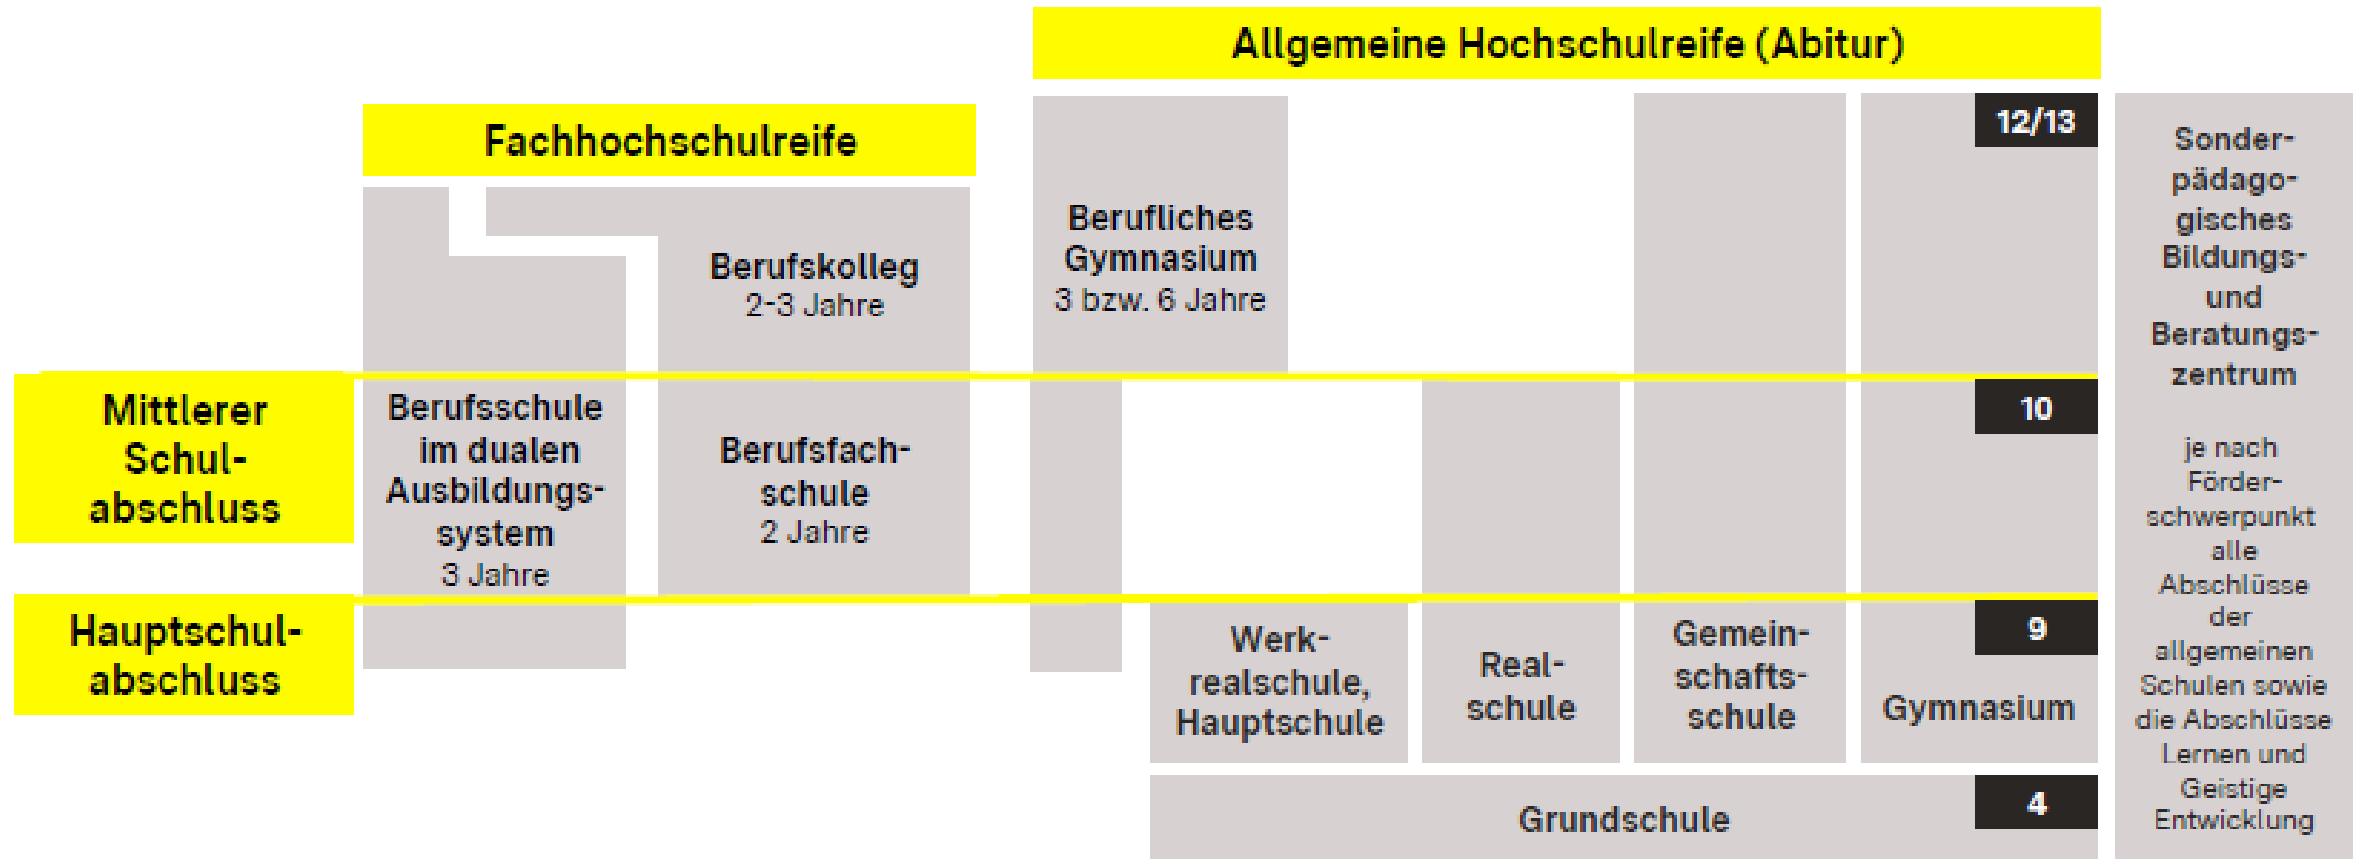 Allgemeine Hochschulreife (Abitur)
Fachhochschulreife
12/13
Berufliches
Gymnasium
3 bzw. 6 Jahre
Berufskolleg
2-3 Jahre
Mittlerer
Schul-
abschluss
Berufsschule
im dualen
Ausbildungs-
system
3 Jahre
Berufsfach-
schule
2 Jahre
10
Hauptschul-
abschluss
Werk-
realschule,
Hauptschule
Real-
schule
Gemein-
schafts-
schule
9
Gymnasium
Grundschule
4
Sonder-
pädago-
gisches
Bildungs-
und
Beratungs-
zentrum
je nach
Förder-
schwerpunkt
alle
Abschlüsse
der
allgemeinen
Schulen sowie
die Abschlüsse
Lernen und
Geistige
Entwicklung